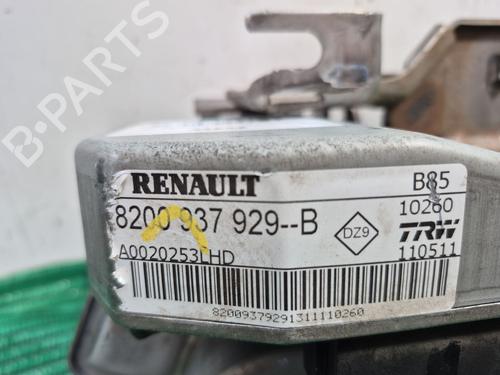 RENAULT
B85
8200 937 929--B
DZ9
10260
TRW
A0020253LHD
110511
8200937929131110260
B-PARTS